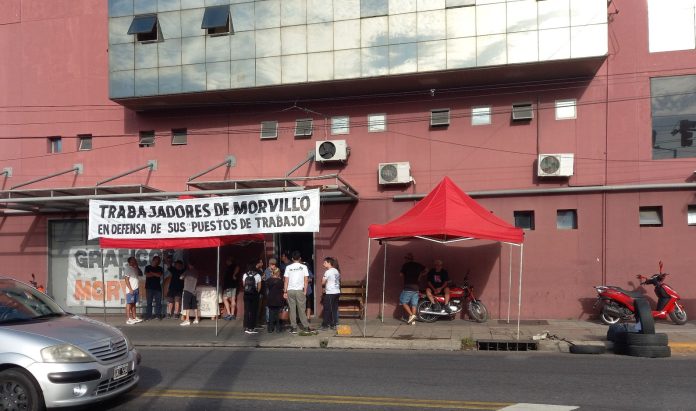 TRABAJADORES DE MORVILLO
EN DEFENSA DE SUS PUESTOS DE TRABAJO